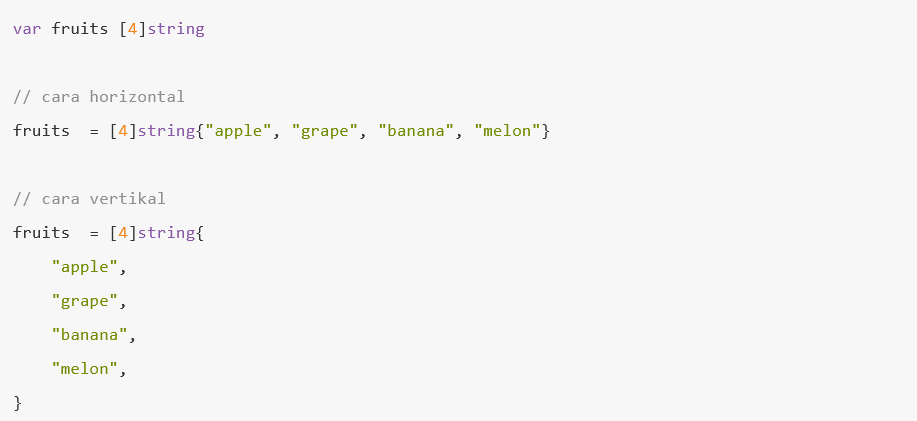 var fruits [4]string
// cara horizontal
fruits  = [4]string{"apple", "grape", "banana", "melon"}
// cara vertikal
fruits  = [4]string{
    "apple",
    "grape",
    "banana",
    "melon",
}